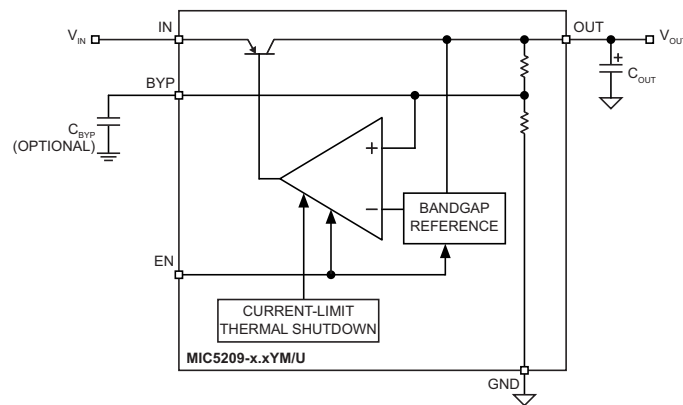 IN
OUT
V_IN
V_OUT
+
C_OUT
BYP
C_BYP
(OPTIONAL)
+
–
BANDGAP
REFERENCE
EN
CURRENT-LIMIT
THERMAL SHUTDOWN
MIC5209-x.xYM/U
GND